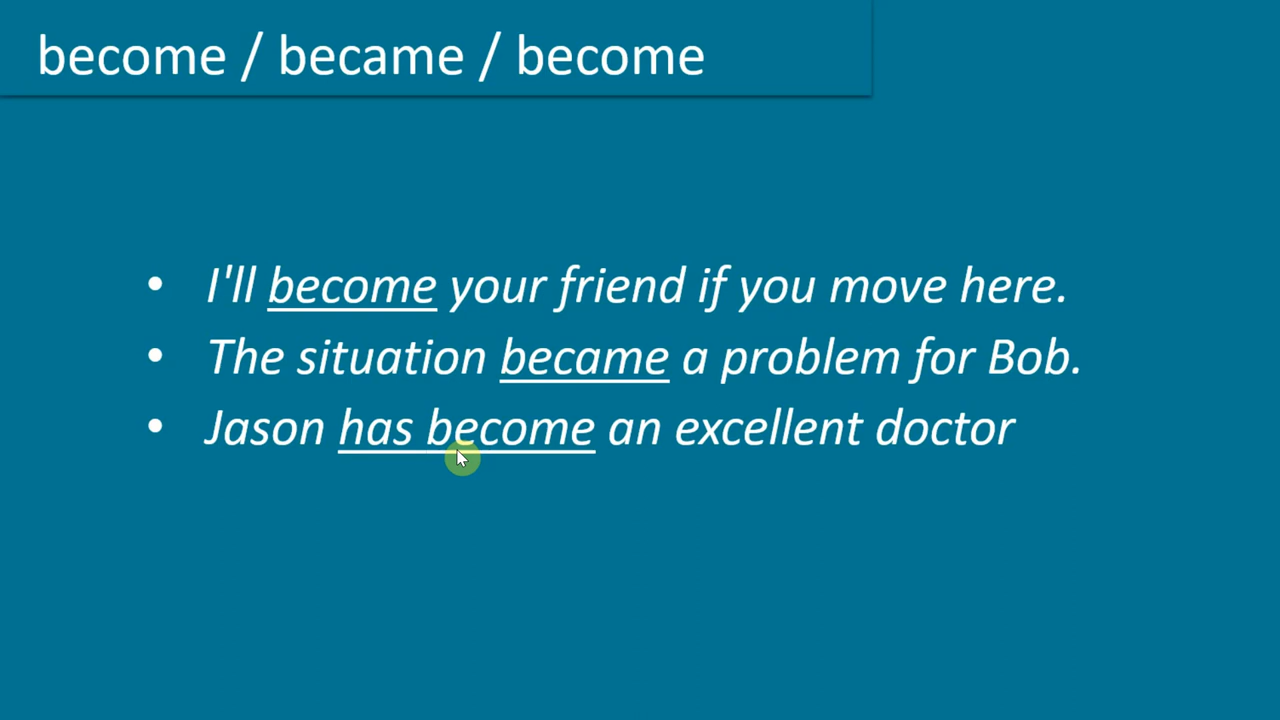 become / became / become
• I'll become your friend if you move here.
• The situation became a problem for Bob.
• Jason has become an excellent doctor